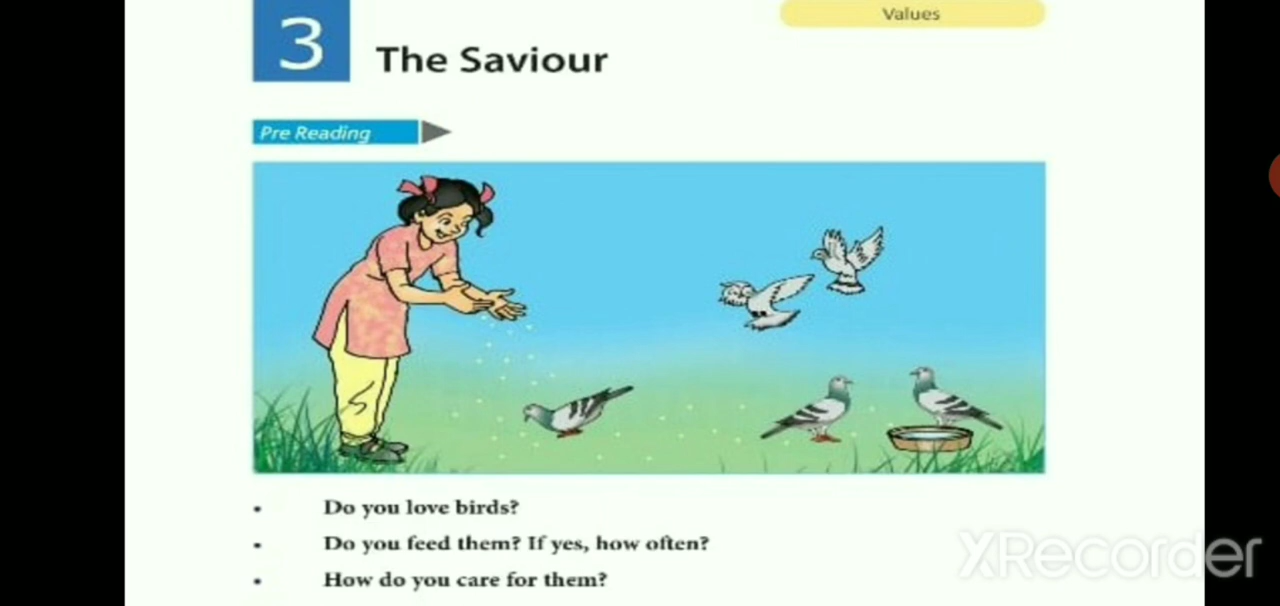 Values
3
The Saviour
Pre Reading
• Do you love birds?
• Do you feed them? If yes, how often?
• How do you care for them?
XRecorder